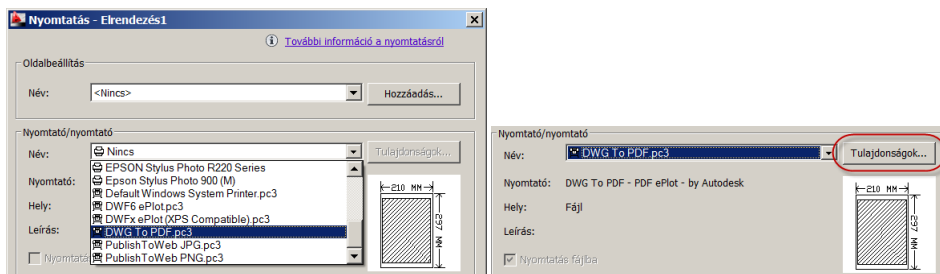 Nyomtatás - Elrendezés1
További információ a nyomtatásról
Oldalbeállítás
Név: <Nincs> Hozzáadás...
Nyomtató/nyomtató
Név: Nincs Tulajdonságok...
EPSON Stylus Photo R220 Series
Nyomtató: Epson Stylus Photo 900 (M)
Default Windows System Printer.pc3
Hely: DWF6 ePlot.pc3
DWFx ePlot (XPS Compatible).pc3
Leírás: DWG To PDF.pc3
PublishToWeb JPG.pc3
Nyomtatás PublishToWeb PNG.pc3
210 MM
297 MM
Nyomtató/nyomtató
Név: DWG To PDF.pc3 Tulajdonságok...
Nyomtató: DWG To PDF - PDF ePlot - by Autodesk
Hely: Fájl
Leírás:
Nyomtatás fájlba
210 MM
297 MM